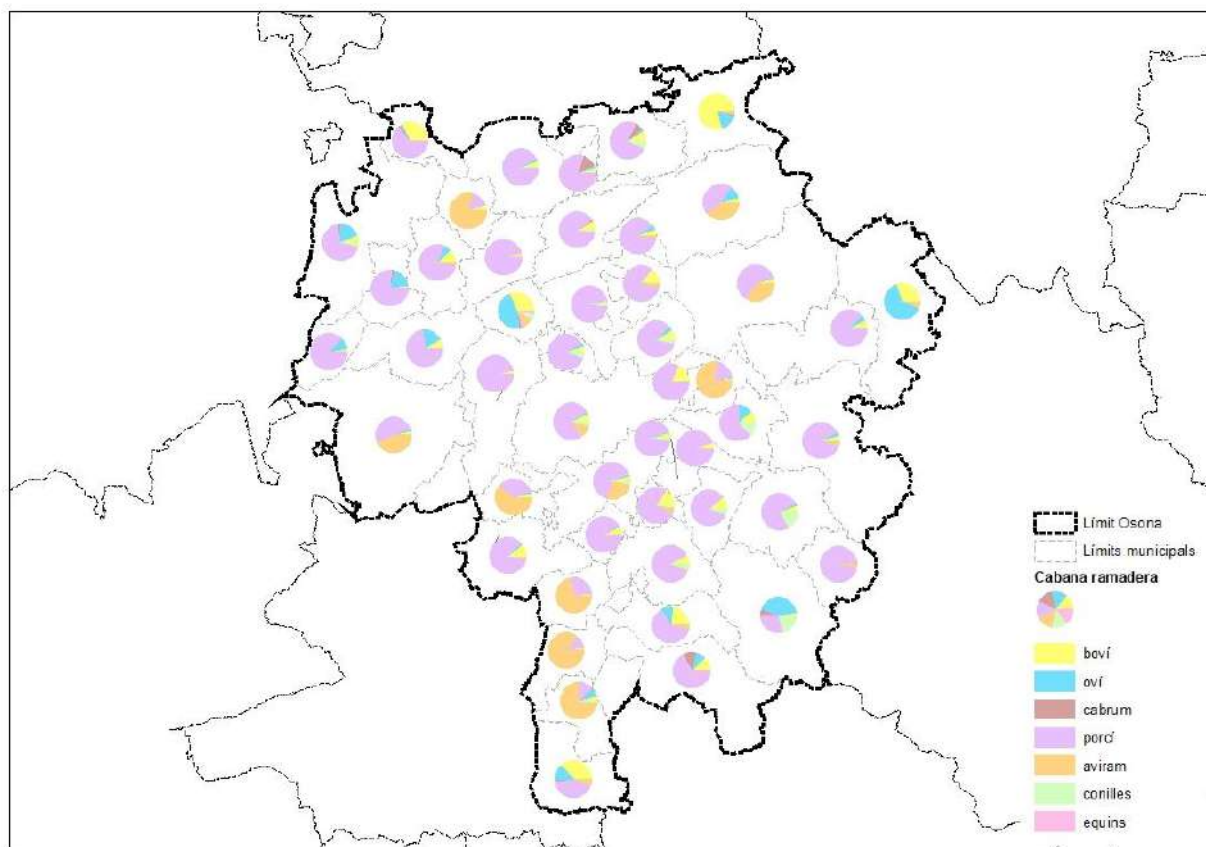 Límit Osona
Límits municipals
Cabana ramadera
boví
oví
cabrum
porcí
aviram
conilles
equins